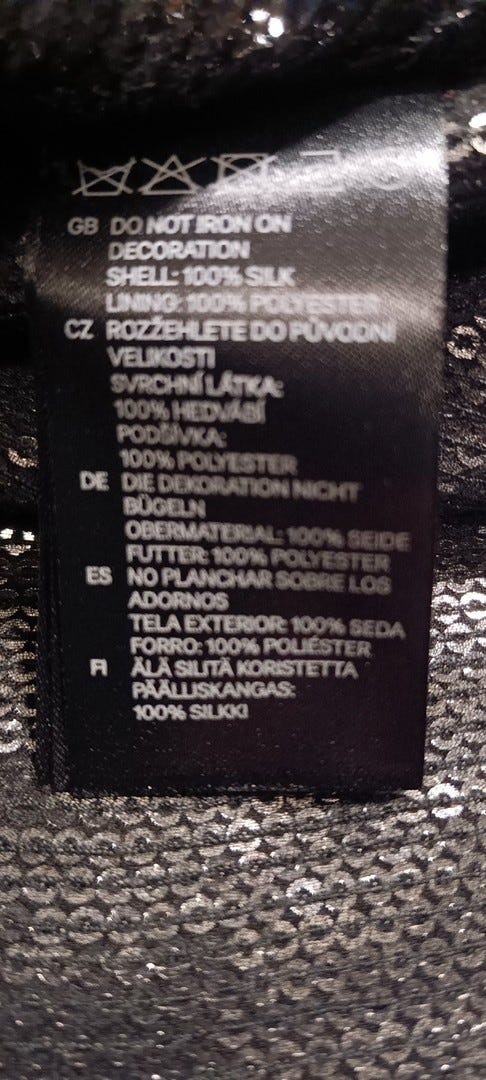 GB DO NOT IRON ON
DECORATION
SHELL: 100% SILK
LINING: 100% POLYESTER
CZ ROZŽEHLETE DO PŮVODNÍ
VELIKOSTI
SVRCHNÍ LÁTKA:
100% HEDVÁBÍ
PODŠÍVKA:
100% POLYESTER
DE DIE DEKORATION NICHT
BÜGELN
OBERMATERIAL: 100% SEIDE
FUTTER: 100% POLYESTER
ES NO PLANCHAR SOBRE LOS
ADORNOS
TELA EXTERIOR: 100% SEDA
FORRO: 100% POLIÉSTER
FI ÄLÄ SILITÄ KORISTETTA
PÄÄLLISKANGAS:
100% SILKKI